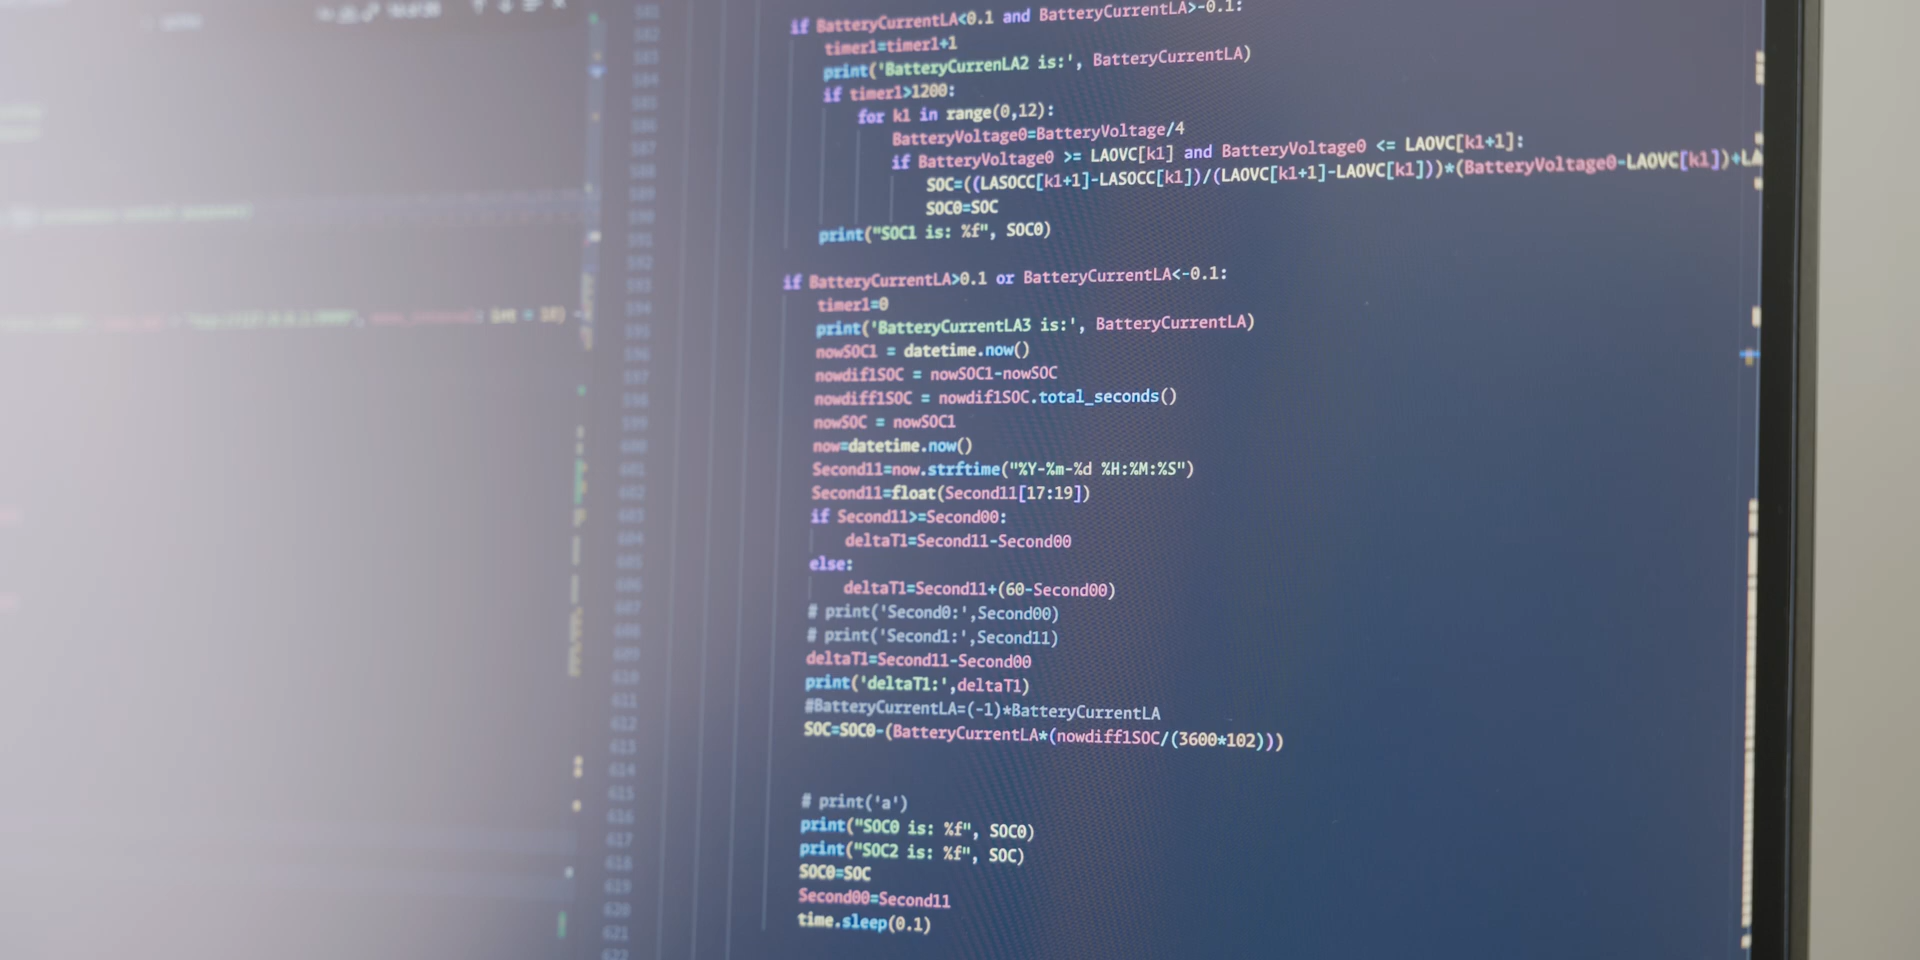 if BatteryCurrentLA<0.1 and BatteryCurrentLA>-0.1:
timer1=timer1+1
print('BatteryCurrenLA2 is:', BatteryCurrentLA)
if timer1>1200:
for k1 in range(0,12):
BatteryVoltage0=BatteryVoltage/4
if BatteryVoltage0 >= LAOVC[k1] and BatteryVoltage0 <= LAOVC[k1+1]:
SOC=((LASOCC[k1+1]-LASOCC[k1])/(LAOVC[k1+1]-LAOVC[k1]))*(BatteryVoltage0-LAOVC[k1])+LA
SOC0=SOC
print("SOC1 is: %f", SOC0)
if BatteryCurrentLA>0.1 or BatteryCurrentLA<-0.1:
timer1=0
print('BatteryCurrentLA3 is:', BatteryCurrentLA)
nowSOC1 = datetime.now()
nowdif1SOC = nowSOC1-nowSOC
nowdiff1SOC = nowdif1SOC.total_seconds()
nowSOC = nowSOC1
now=datetime.now()
Second11=now.strftime("%Y-%m-%d %H:%M:%S")
Second11=float(Second11[17:19])
if Second11>=Second00:
deltaT1=Second11-Second00
else:
deltaT1=Second11+(60-Second00)
# print('Second0:',Second00)
# print('Second1:',Second11)
deltaT1=Second11-Second00
print('deltaT1:',deltaT1)
#BatteryCurrentLA=(-1)*BatteryCurrentLA
SOC=SOC0-(BatteryCurrentLA*(nowdiff1SOC/(3600*102)))
# print('a')
print("SOC0 is: %f", SOC0)
print("SOC2 is: %f", SOC)
SOC0=SOC
Second00=Second11
time.sleep(0.1)